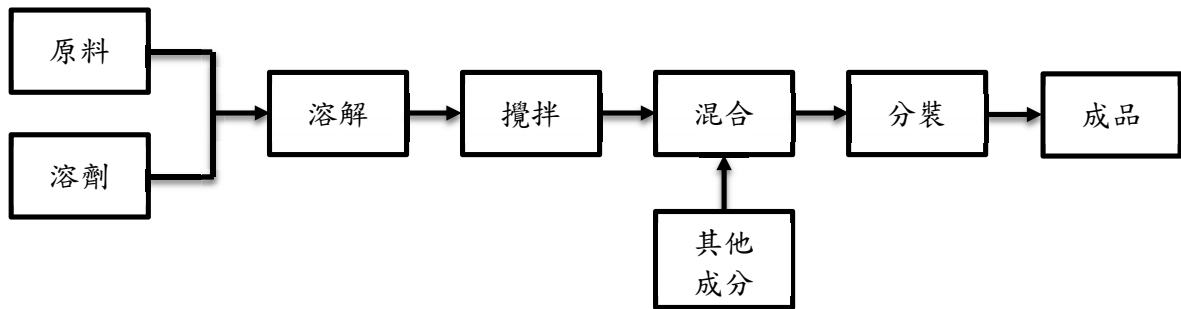 原料
溶劑
溶解
攪拌
混合
其他
成分
分裝
成品